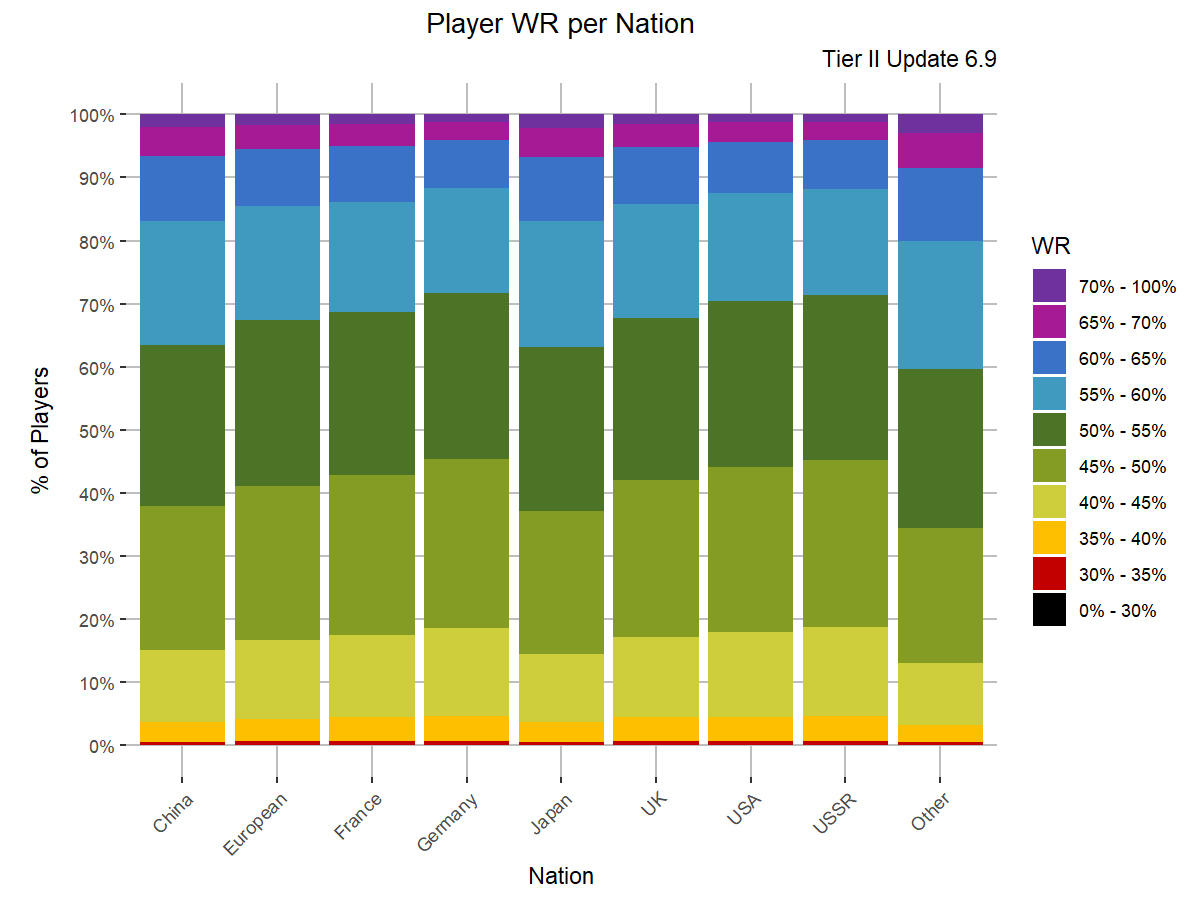 Player WR per Nation
Tier II Update 6.9
100%
90%
80%
70%
60%
50%
40%
30%
20%
10%
0%
% of Players
China
European
France
Germany
Japan
UK
USA
USSR
Other
Nation
WR
70% - 100%
65% - 70%
60% - 65%
55% - 60%
50% - 55%
45% - 50%
40% - 45%
35% - 40%
30% - 35%
0% - 30%